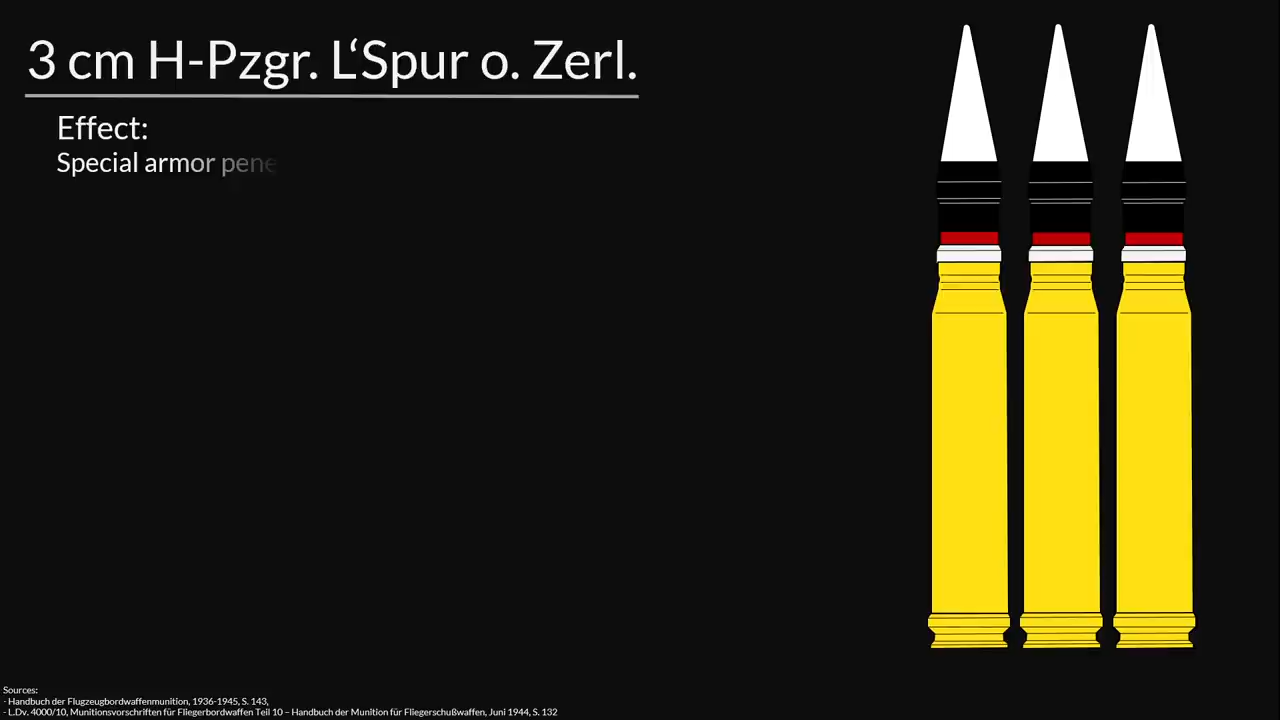 3 cm H-Pzgr. L‘Spur o. Zerl.
Effect:
Special armor pene
Sources:
- Handbuch der Flugzeugbordwaffenmunition, 1936-1945, S. 143,
- L.Dv. 4000/10, Munitionsvorschriften für Fliegerbordwaffen Teil 10 – Handbuch der Munition für Fliegerschußwaffen, Juni 1944, S. 132